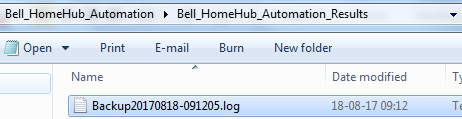 Bell_HomeHub_Automation Bell_HomeHub_Automation_Results
Open Print E-mail Burn New folder
Name Date modified Ty
Backup20170818-091205.log 18-08-17 09:12 Te